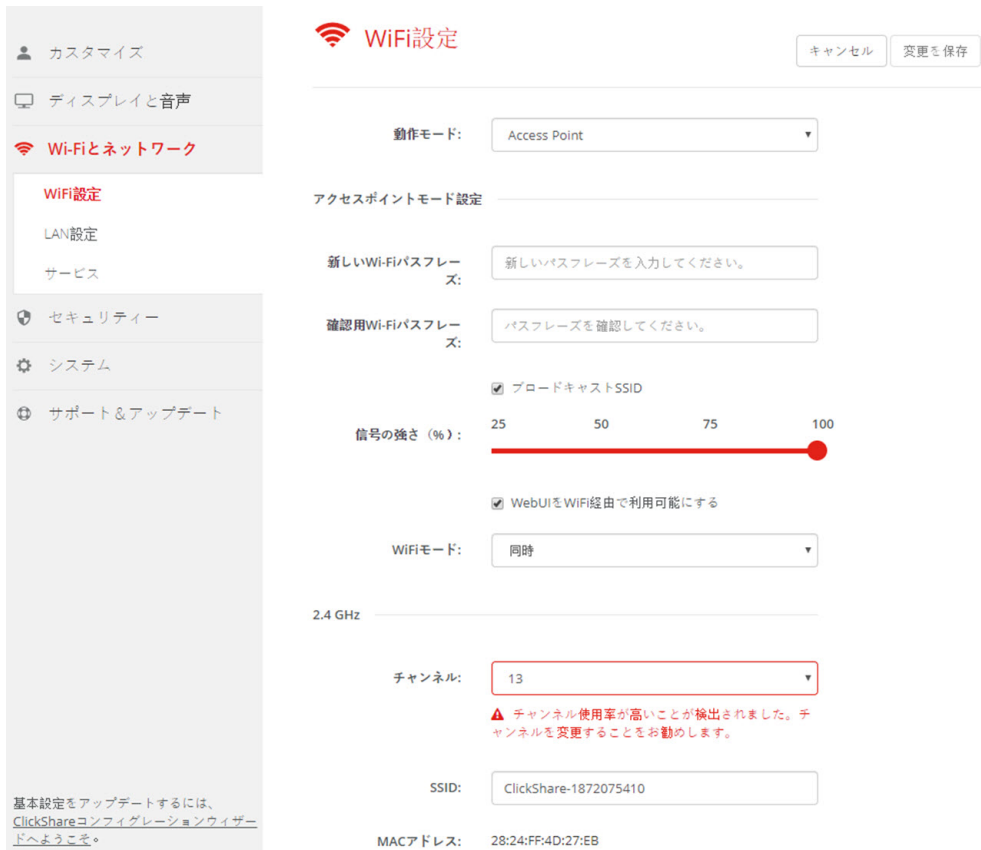 カスタマイズ
ディスプレイと音声
Wi-Fiとネットワーク
WiFi設定
LAN設定
サービス
セキュリティー
システム
サポート＆アップデート
基本設定をアップデートするには、
ClickShareコンフィグレーションウィザー
ドへようこそ。
WiFi設定
キャンセル
変更を保存
動作モード:
Access Point
アクセスポイントモード設定
新しいWi-Fiパスフレー
ズ:
新しいパスフレーズを入力してください。
確認用Wi-Fiパスフレー
ズ:
パスフレーズを確認してください。
ブロードキャストSSID
信号の強さ（%）:
25 50 75 100
WebUIをWiFi経由で利用可能にする
WiFiモード:
同時
2.4 GHz
チャンネル:
13
チャンネル使用率が高いことが検出されました。チ
ャンネルを変更することをお勧めします。
SSID:
ClickShare-1872075410
MACアドレス:
28:24:FF:4D:27:EB